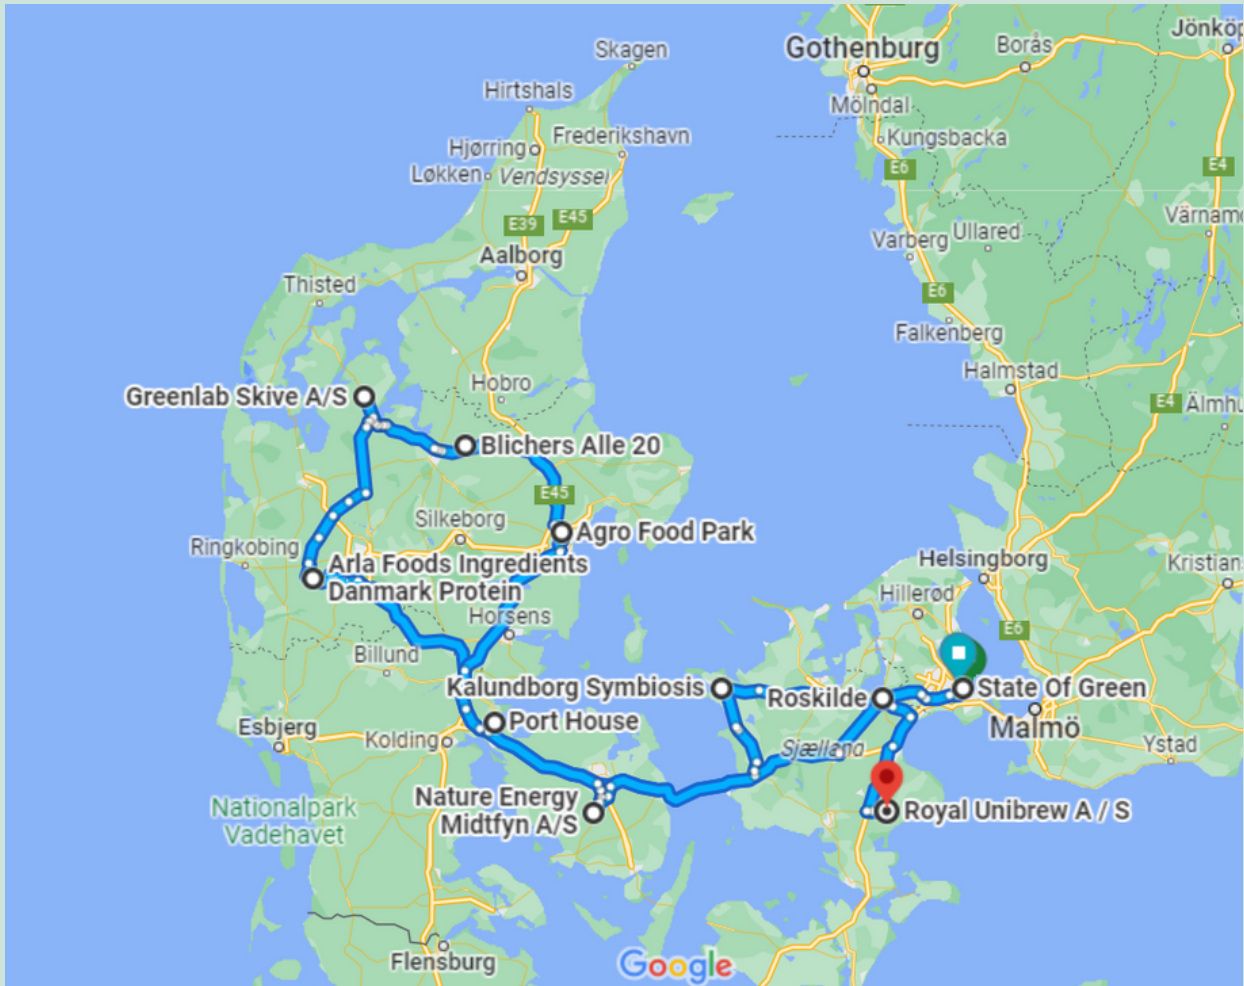 Skagen
Gothenburg
Borås
Jönköp
Hirtshals
Mölndal
Frederikshavn
Kungsbacka
Hjørring
Løkken
Vendsyssel
E6
E4
E39
E45
Värnamo
Ullared
Varberg
Aalborg
Thisted
E6
Falkenberg
Halmstad
Hobro
Greenlab Skive A/S
E4
Älmhu
Blichers Alle 20
E45
Silkeborg
Agro Food Park
Ringkobing
Arla Foods Ingredients
Danmark Protein
Helsingborg
Kristians
Hillerød
Horsens
E6
Billund
Kalundborg Symbiosis
Roskilde
State Of Green
Port House
Malmö
Esbjerg
Kolding
Sjælland
Ystad
Nationalpark
Vadehavet
Nature Energy
Midtfyn A/S
Royal Unibrew A / S
Flensburg
Google